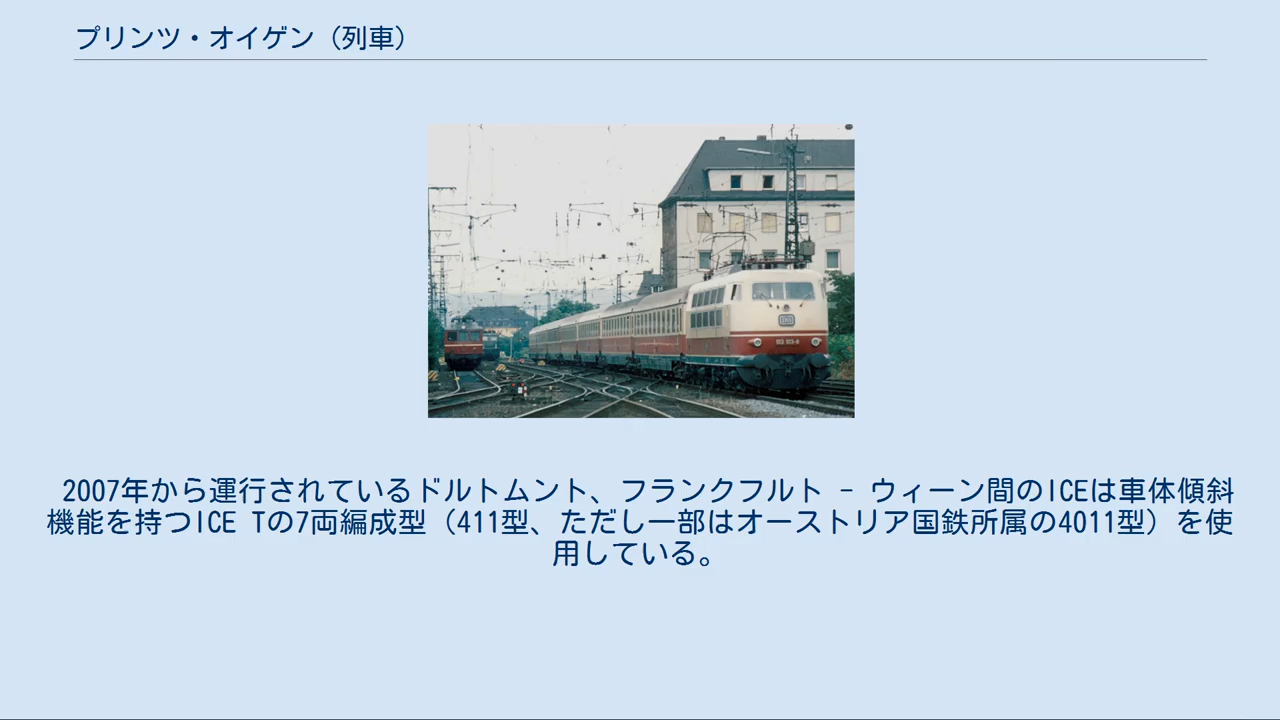 プリンツ・オイゲン（列車）
103 103-8
2007年から運行されているドルトムント、フランクフルト - ウィーン間のICEは車体傾斜
機能を持つICE Tの7両編成型（411型、ただし一部はオーストリア国鉄所属の4011型）を使
用している。